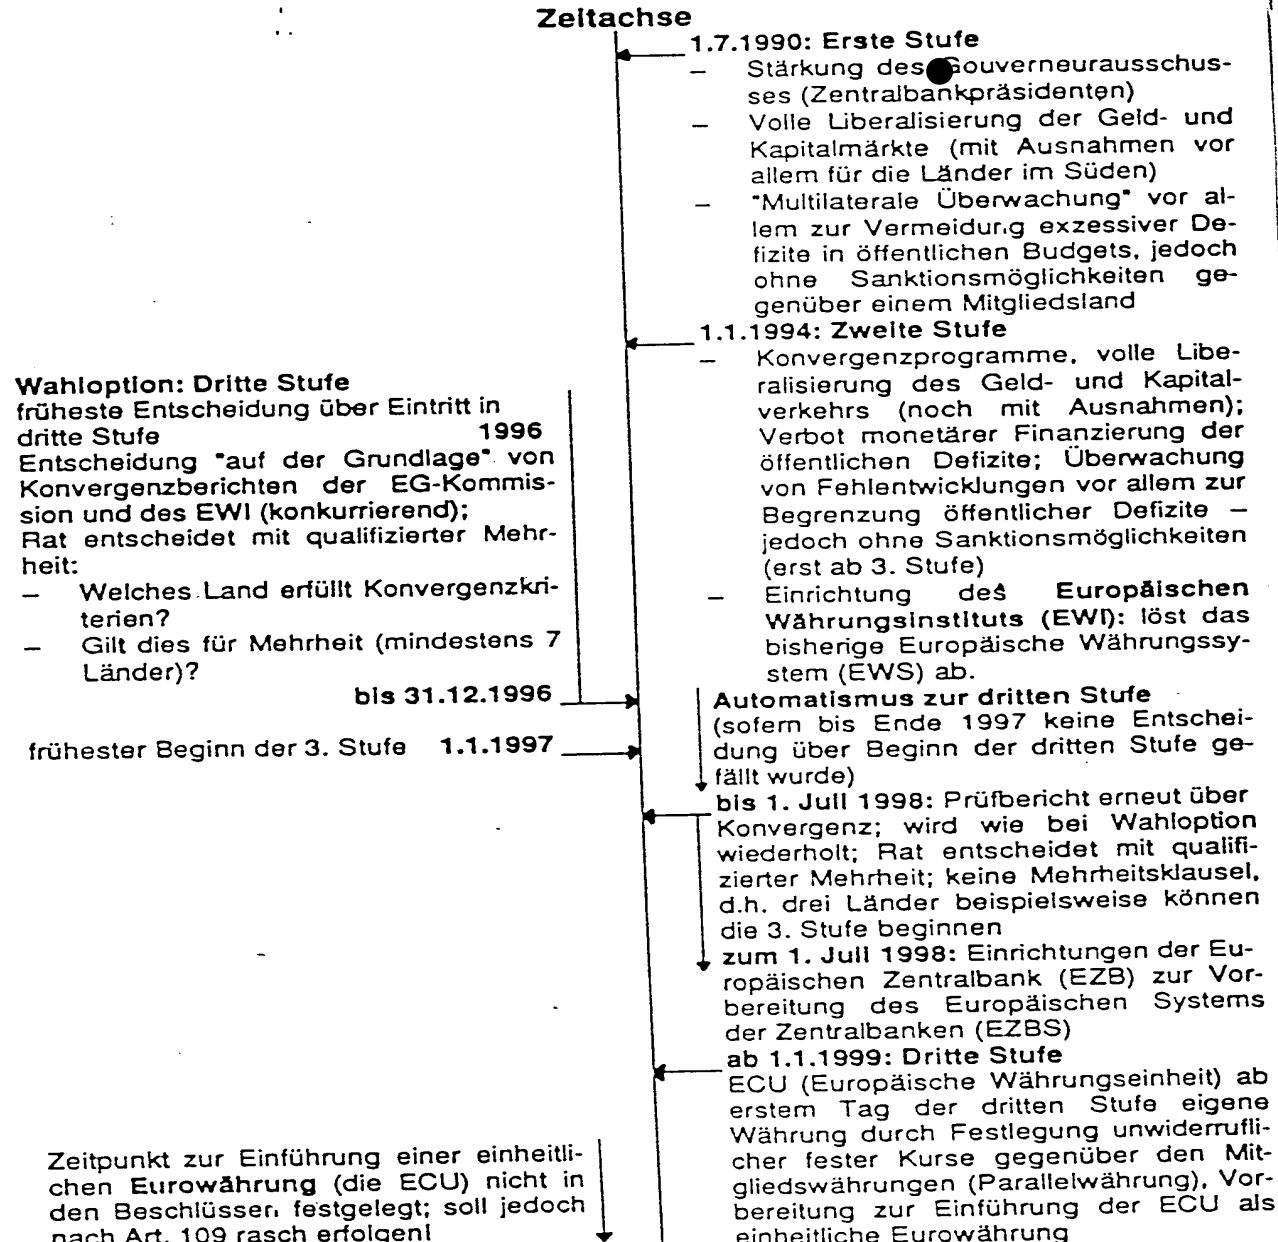 Zeitachse
1.7.1990: Erste Stufe
– Stärkung des Gouverneurausschus-
ses (Zentralbankpräsidenten)
– Volle Liberalisierung der Geld- und
Kapitalmärkte (mit Ausnahmen vor
allem für die Länder im Süden)
– "Multilaterale Überwachung" vor al-
lem zur Vermeidung exzessiver De-
fizite in öffentlichen Budgets, jedoch
ohne Sanktionsmöglichkeiten ge-
genüber einem Mitgliedsland
1.1.1994: Zweite Stufe
– Konvergenzprogramme, volle Libe-
ralisierung des Geld- und Kapital-
verkehrs (noch mit Ausnahmen);
Verbot monetärer Finanzierung der
öffentlichen Defizite; Überwachung
von Fehlentwicklungen vor allem zur
Begrenzung öffentlicher Defizite –
jedoch ohne Sanktionsmöglichkeiten
(erst ab 3. Stufe)
– Einrichtung des Europäischen
Währungsinstituts (EWI): löst das
bisherige Europäische Währungssy-
stem (EWS) ab.
Wahloption: Dritte Stufe
früheste Entscheidung über Eintritt in
dritte Stufe 1996
Entscheidung "auf der Grundlage" von
Konvergenzberichten der EG-Kommis-
sion und des EWI (konkurrierend);
Rat entscheidet mit qualifizierter Mehr-
heit:
– Welches Land erfüllt Konvergenzkri-
terien?
– Gilt dies für Mehrheit (mindestens 7
Länder)?
bis 31.12.1996
frühester Beginn der 3. Stufe 1.1.1997
Automatismus zur dritten Stufe
(sofern bis Ende 1997 keine Entschei-
dung über Beginn der dritten Stufe ge-
fällt wurde)
bis 1. Juli 1998: Prüfbericht erneut über
Konvergenz; wird wie bei Wahloption
wiederholt; Rat entscheidet mit qualifi-
zierter Mehrheit; keine Mehrheitsklausel,
d.h. drei Länder beispielsweise können
die 3. Stufe beginnen
zum 1. Juli 1998: Einrichtungen der Eu-
ropäischen Zentralbank (EZB) zur Vor-
bereitung des Europäischen Systems
der Zentralbanken (EZBS)
ab 1.1.1999: Dritte Stufe
ECU (Europäische Währungseinheit) ab
erstem Tag der dritten Stufe eigene
Währung durch Festlegung unwiderrufli-
cher fester Kurse gegenüber den Mit-
gliedswährungen (Parallelwährung), Vor-
bereitung zur Einführung der ECU als
einheitliche Eurowährung
Zeitpunkt zur Einführung einer einheitli-
chen Eurowährung (die ECU) nicht in
den Beschlüssen festgelegt; soll jedoch
nach Art. 109 rasch erfolgen!